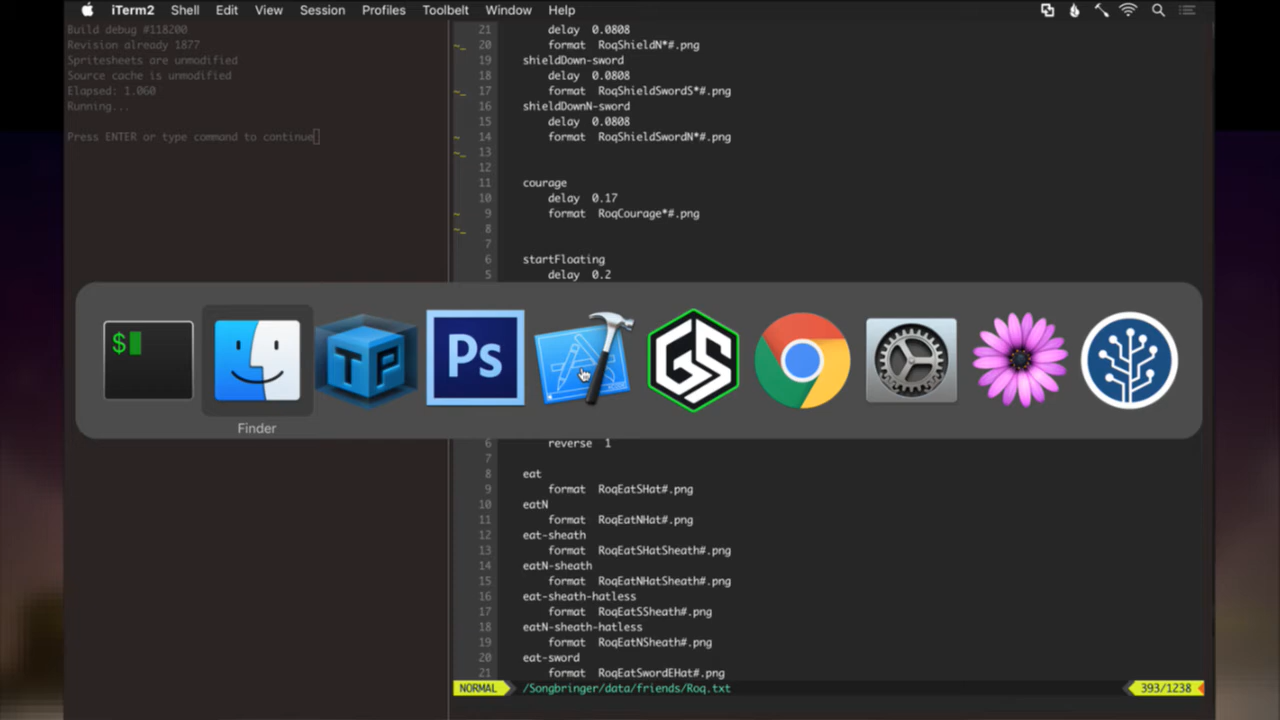 iTerm2 Shell Edit View Session Profiles Toolbelt Window Help
Build debug #118200
Revision already 1877
Spritesheets are unmodified
Source cache is unmodified
Elapsed: 1.060
Running...
Press ENTER or type command to continue
21 delay 0.0808
20 format RoqShieldN*#.png
19 shieldDown-sword
18 delay 0.0808
17 format RoqShieldSwordS*#.png
16 shieldDownN-sword
15 delay 0.0808
14 format RoqShieldSwordN*#.png
13
12
11 courage
10 delay 0.17
9 format RoqCourage*#.png
8
7
6 startFloating
5 delay 0.2
$
TP
Ps
GS
Finder
6 reverse 1
7
8 eat
9 format RoqEatSHat#.png
10 eatN
11 format RoqEatNHat#.png
12 eat-sheath
13 format RoqEatSHatSheath#.png
14 eatN-sheath
15 format RoqEatNHatSheath#.png
16 eat-sheath-hatless
17 format RoqEatSSheath#.png
18 eatN-sheath-hatless
19 format RoqEatNSheath#.png
20 eat-sword
21 format RoqEatSwordEHat#.png
NORMAL /Songbringer/data/friends/Roq.txt 393/1238